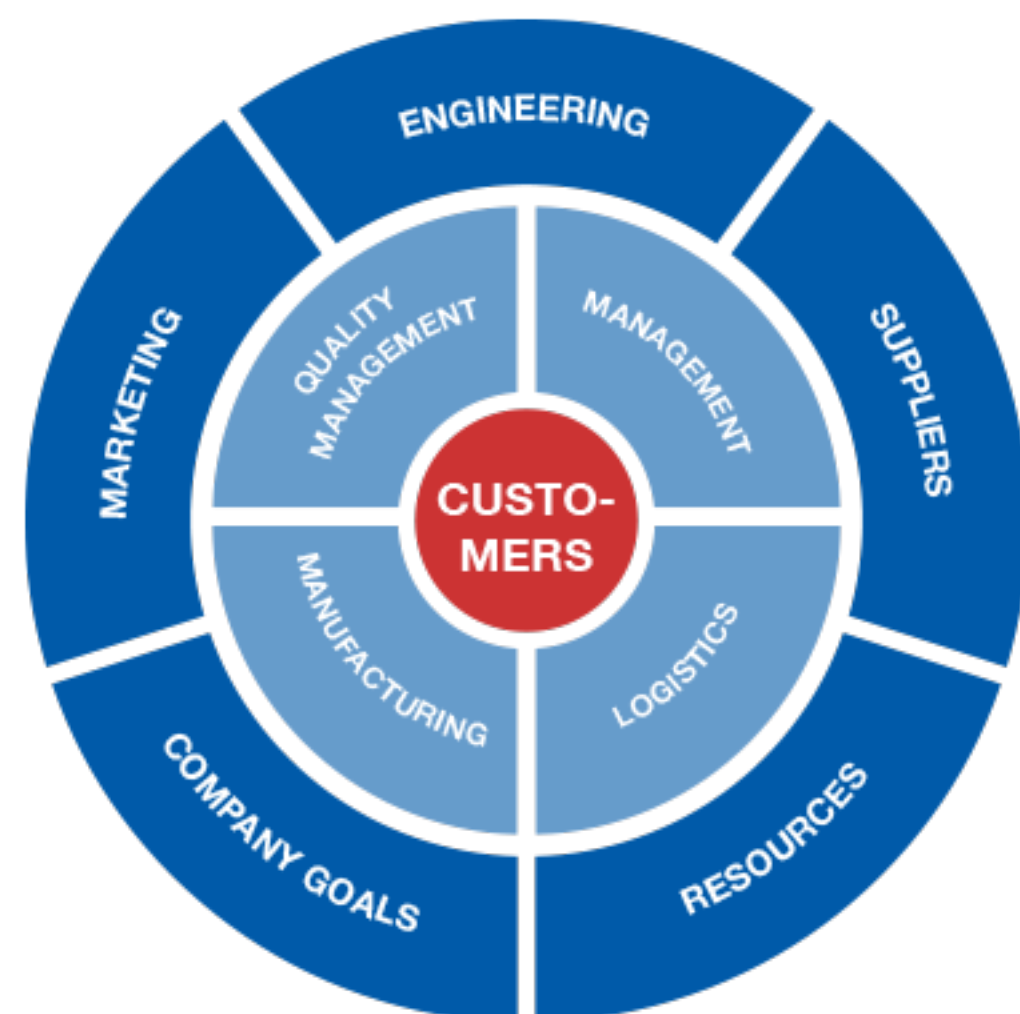 ENGINEERING
MARKETING
SUPPLIERS
QUALITY
MANAGEMENT
MANAGEMENT
CUSTO-
MERS
MANUFACTURING
LOGISTICS
COMPANY GOALS
RESOURCES